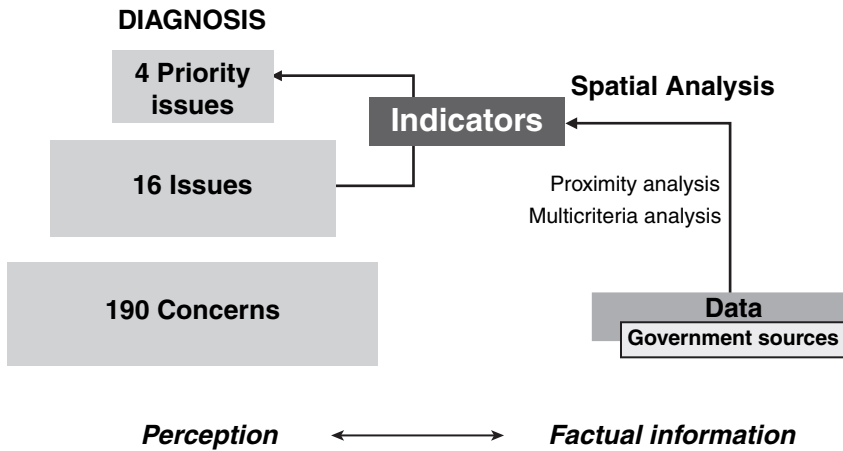 DIAGNOSIS
4 Priority
issues
Spatial Analysis
Indicators
16 Issues
Proximity analysis
Multicriteria analysis
190 Concerns
Data
Government sources
Perception
Factual information